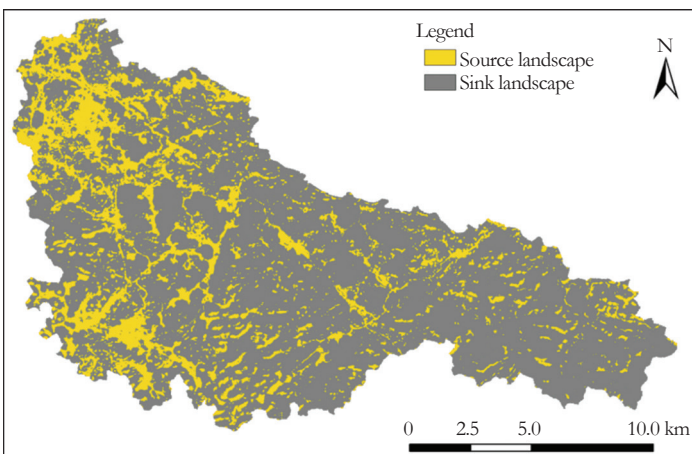 Legend
Source landscape
Sink landscape
N
0 2.5 5.0 10.0 km